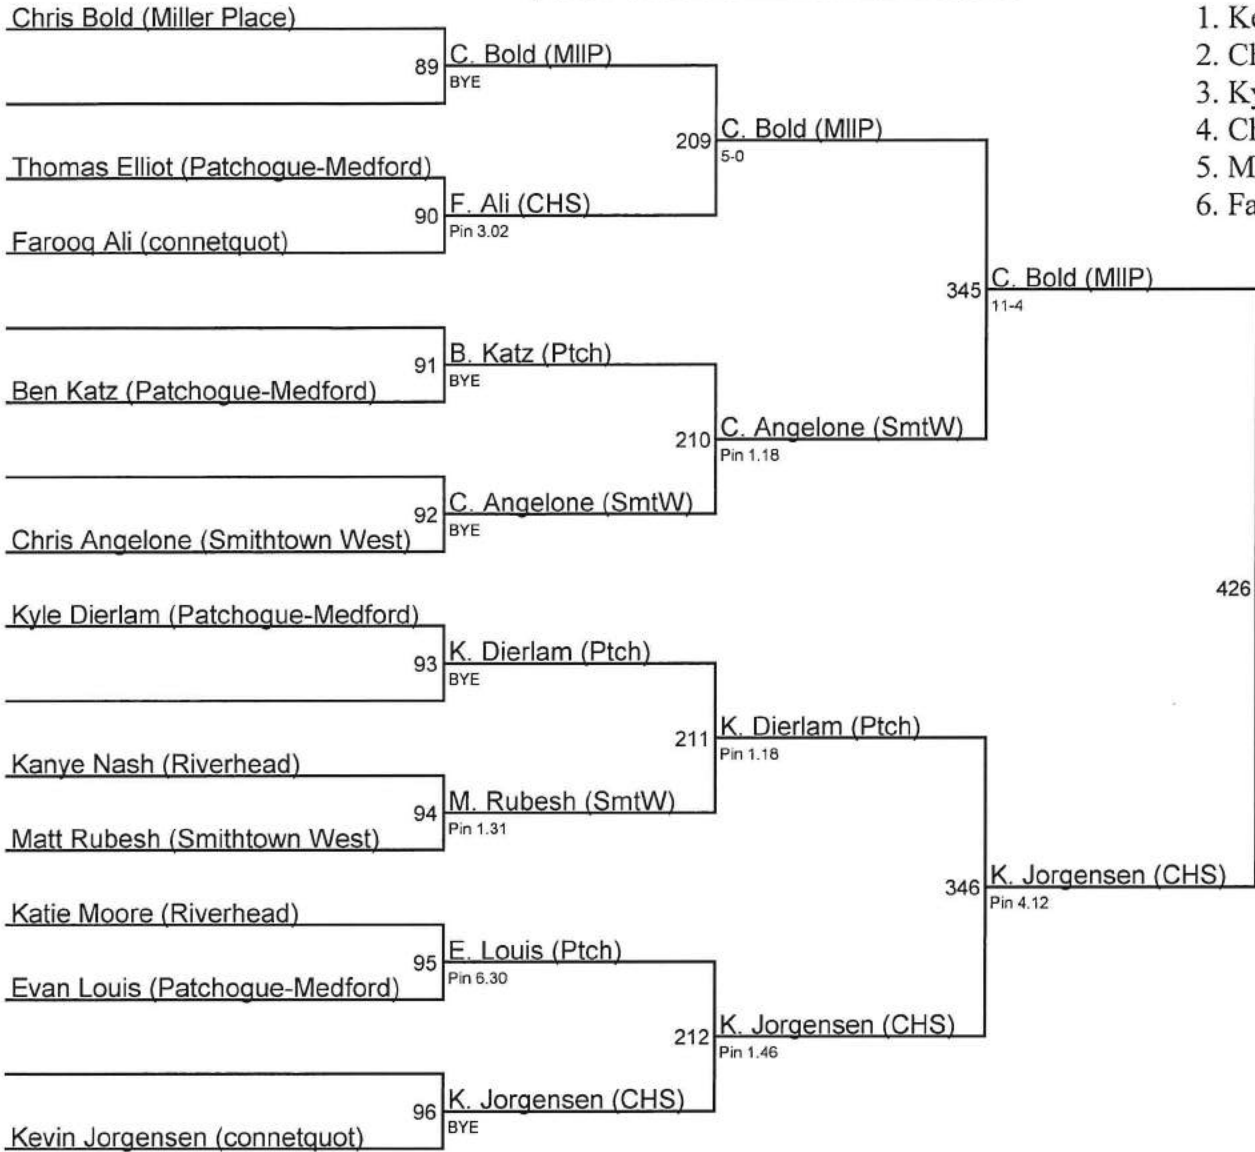 Chris Bold (Miller Place)
89
C. Bold (MllP)
BYE
209
C. Bold (MllP)
5-0
Thomas Elliot (Patchogue-Medford)
90
F. Ali (CHS)
Pin 3.02
Farooq Ali (connetquot)
345
C. Bold (MllP)
11-4
91
B. Katz (Ptch)
BYE
Ben Katz (Patchogue-Medford)
210
C. Angelone (SmtW)
Pin 1.18
92
C. Angelone (SmtW)
BYE
Chris Angelone (Smithtown West)
426
Kyle Dierlam (Patchogue-Medford)
93
K. Dierlam (Ptch)
BYE
211
K. Dierlam (Ptch)
Pin 1.18
Kanye Nash (Riverhead)
94
M. Rubesh (SmtW)
Pin 1.31
Matt Rubesh (Smithtown West)
346
K. Jorgensen (CHS)
Pin 4.12
Katie Moore (Riverhead)
95
E. Louis (Ptch)
Pin 6.30
Evan Louis (Patchogue-Medford)
212
K. Jorgensen (CHS)
Pin 1.46
96
K. Jorgensen (CHS)
BYE
Kevin Jorgensen (connetquot)
1.
2.
3.
4.
5.
6.